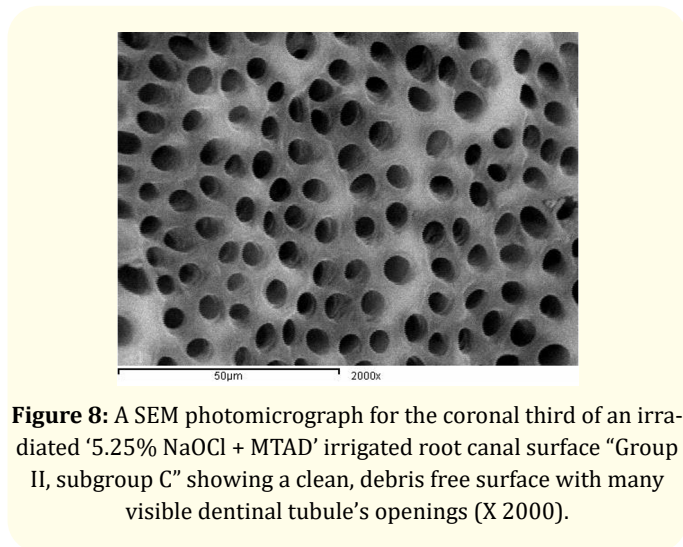 50µm 2000x
Figure 8: A SEM photomicrograph for the coronal third of an irra-
diated ‘5.25% NaOCl + MTAD’ irrigated root canal surface “Group
II, subgroup C” showing a clean, debris free surface with many
visible dentinal tubule’s openings (X 2000).